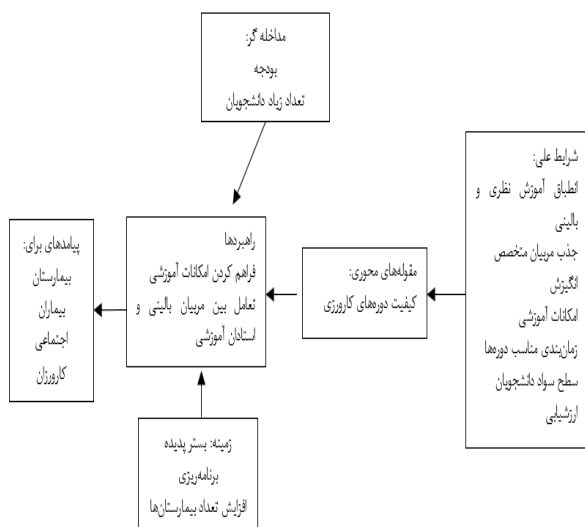 مداخله گر:
بودجه
تعداد زیاد دانشجویان
شرایط علی:
انطباق آموزش نظری و
بالینی
جذب مربیان متخصص
انگیزش
امکانات آموزشی
زمان‌بندی مناسب دوره‌ها
سطح سواد دانشجویان
ارزشیابی
مقوله‌های محوری:
کیفیت دوره‌های کارورزی
راهبردها
فراهم کردن امکانات آموزشی
تعامل بین مربیان بالینی و
استادان آموزشی
پیامدهای برای:
بیمارستان
بیماران
اجتماعی
کارورزان
زمینه: بستر پدیده
برنامه‌ریزی
افزایش تعداد بیمارستان‌ها